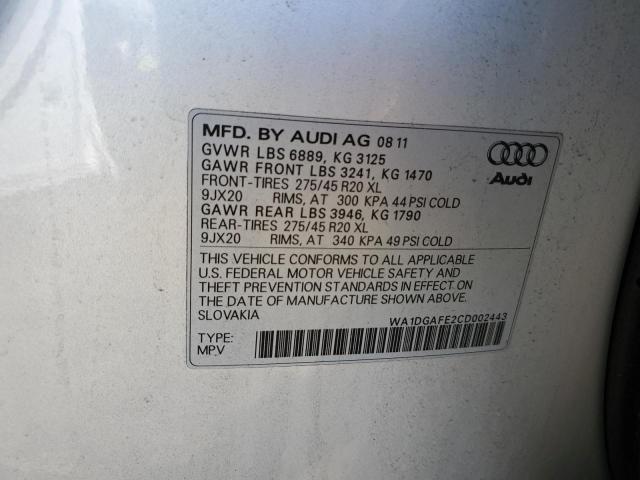 MFD. BY AUDI AG 08 11
GVWR LBS 6889, KG 3125
GAWR FRONT LBS 3241, KG 1470
FRONT-TIRES 275/45 R20 XL
9JX20 RIMS, AT 300 KPA 44 PSI COLD
GAWR REAR LBS 3946, KG 1790
REAR-TIRES 275/45 R20 XL
9JX20 RIMS, AT 340 KPA 49 PSI COLD
Audi
THIS VEHICLE CONFORMS TO ALL APPLICABLE
U.S. FEDERAL MOTOR VEHICLE SAFETY AND
THEFT PREVENTION STANDARDS IN EFFECT ON
THE DATE OF MANUFACTURE SHOWN ABOVE.
SLOVAKIA
WA1DGAFE2CD002443
TYPE:
MPV